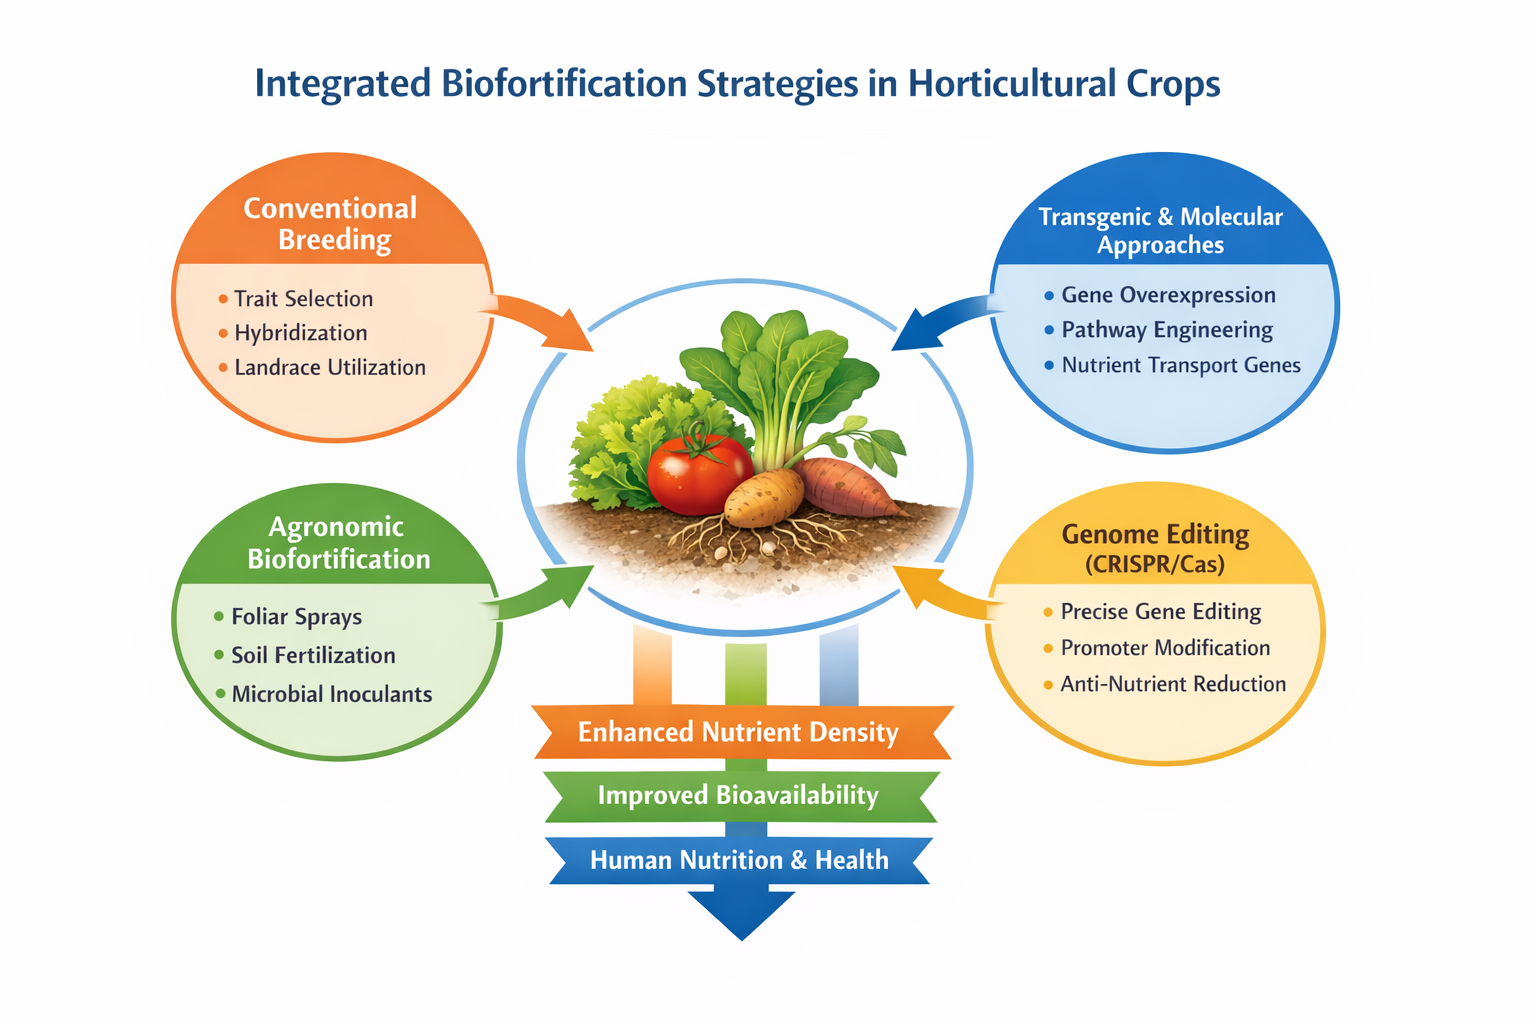 Integrated Biofortification Strategies in Horticultural Crops
Conventional
Breeding
• Trait Selection
• Hybridization
• Landrace Utilization
Transgenic & Molecular
Approaches
• Gene Overexpression
• Pathway Engineering
• Nutrient Transport Genes
Agronomic
Biofortification
• Foliar Sprays
• Soil Fertilization
• Microbial Inoculants
Genome Editing
(CRISPR/Cas)
• Precise Gene Editing
• Promoter Modification
• Anti-Nutrient Reduction
Enhanced Nutrient Density
Improved Bioavailability
Human Nutrition & Health